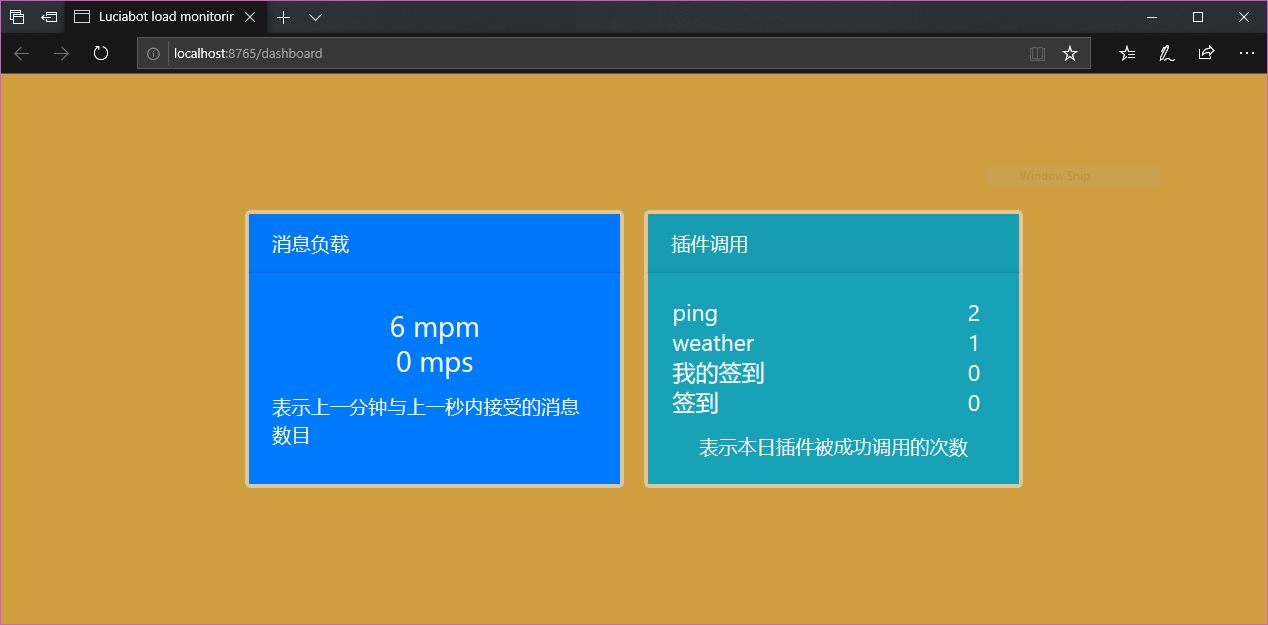 Luciabot load monitorir
localhost:8765/dashboard
Window Snip
消息负载
6 mpm
0 mps
表示上一分钟与上一秒内接受的消息
数目
插件调用
ping 2
weather 1
我的签到 0
签到 0
表示本日插件被成功调用的次数